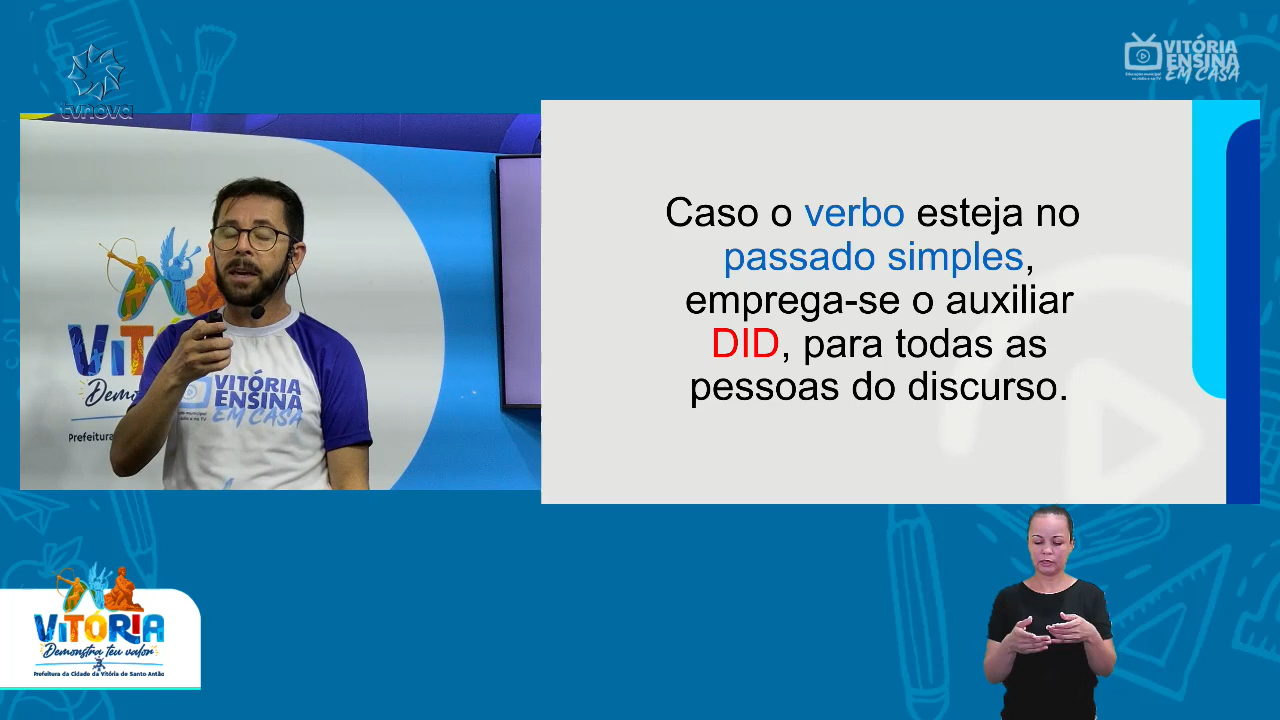 tvnova
VITÓRIA
ENSINA
EM CASA
Caso o verbo esteja no
passado simples,
emprega-se o auxiliar
DID, para todas as
pessoas do discurso.
VITÓRIA
ENSINA
EM CASA
Prefeitura
VITÓRIA
Demonstra teu valor
Prefeitura da Cidade da Vitória de Santo Antão